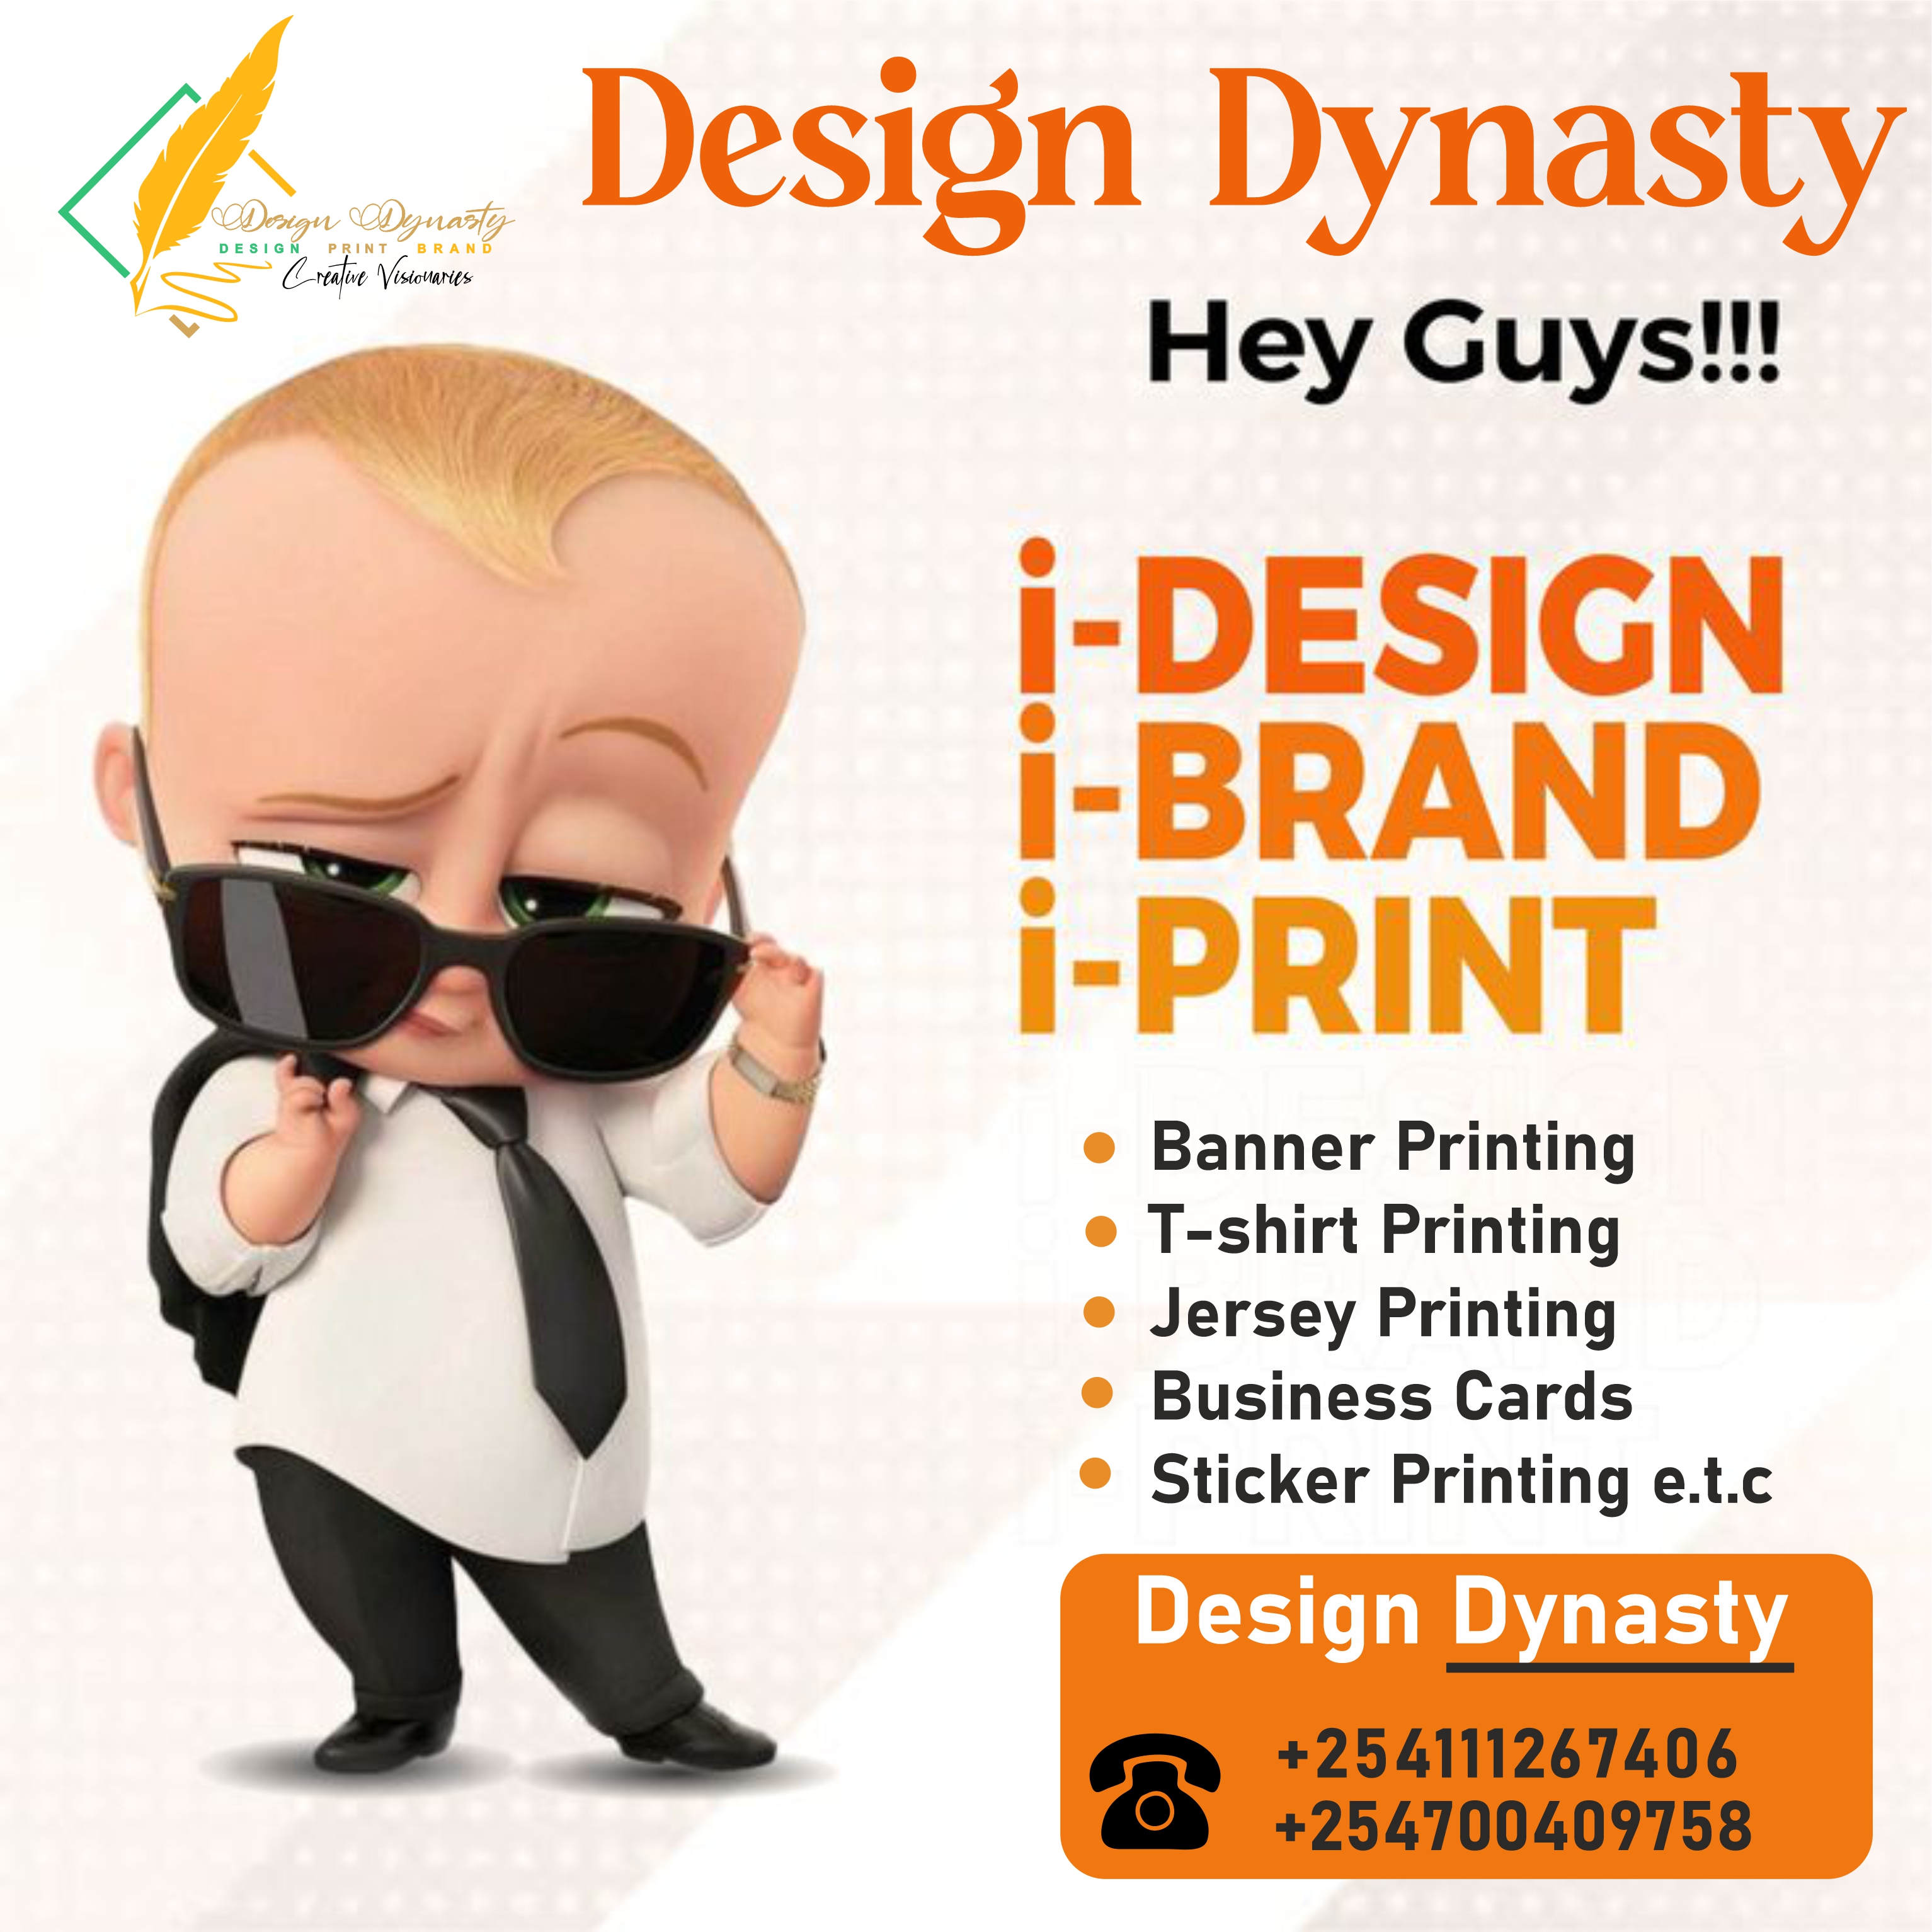 Design Dynasty
DESIGN PRINT BRAND
Creative Visionaries
Design Dynasty
Hey Guys!!!
i-DESIGN
i-BRAND
i-PRINT
Banner Printing
T-shirt Printing
Jersey Printing
Business Cards
Sticker Printing e.t.c
Design Dynasty
+254111267406
+254700409758